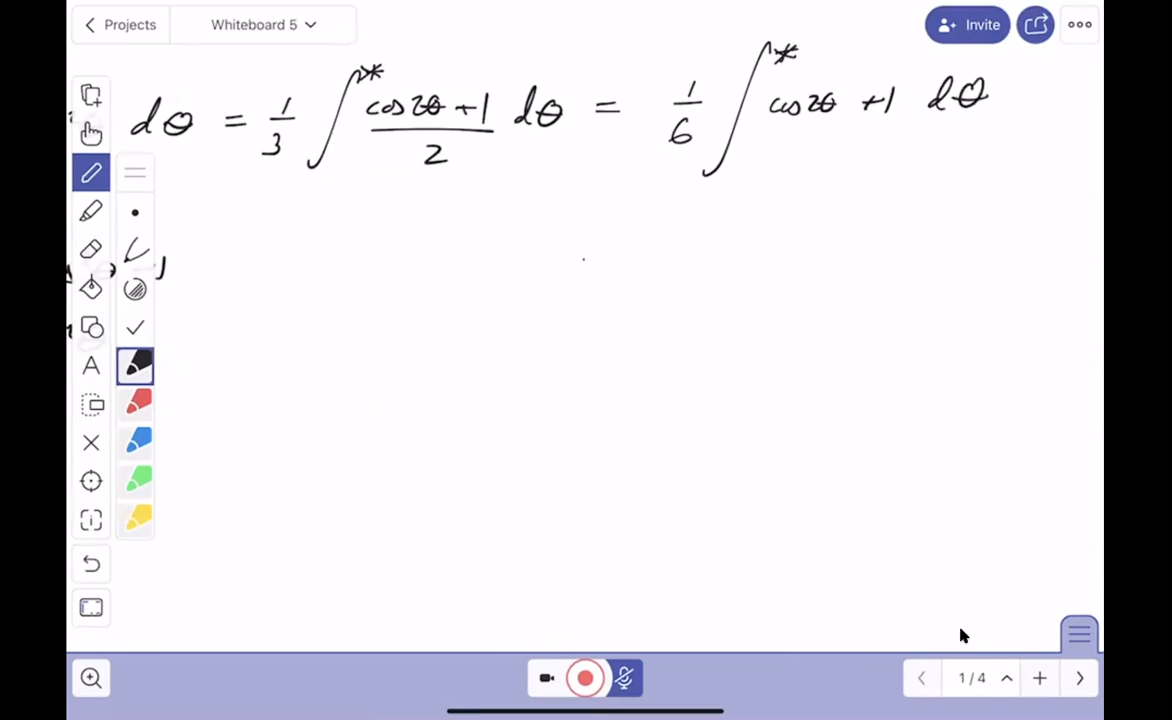 Projects Whiteboard 5 Invite
dθ = 1/3 ∫^* (cos2θ+1)/2 dθ = 1/6 ∫^* cos2θ +1 dθ
A
1/4